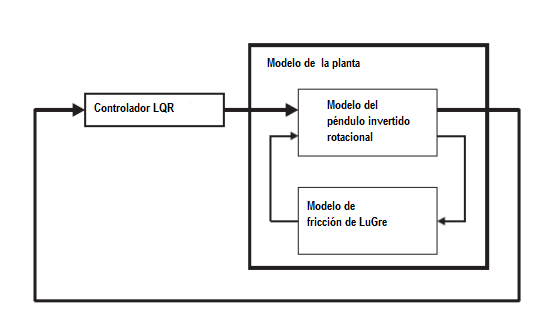 Modelo de la planta
Controlador LQR
Modelo del
péndulo invertido
rotacional
Modelo de
fricción de LuGre